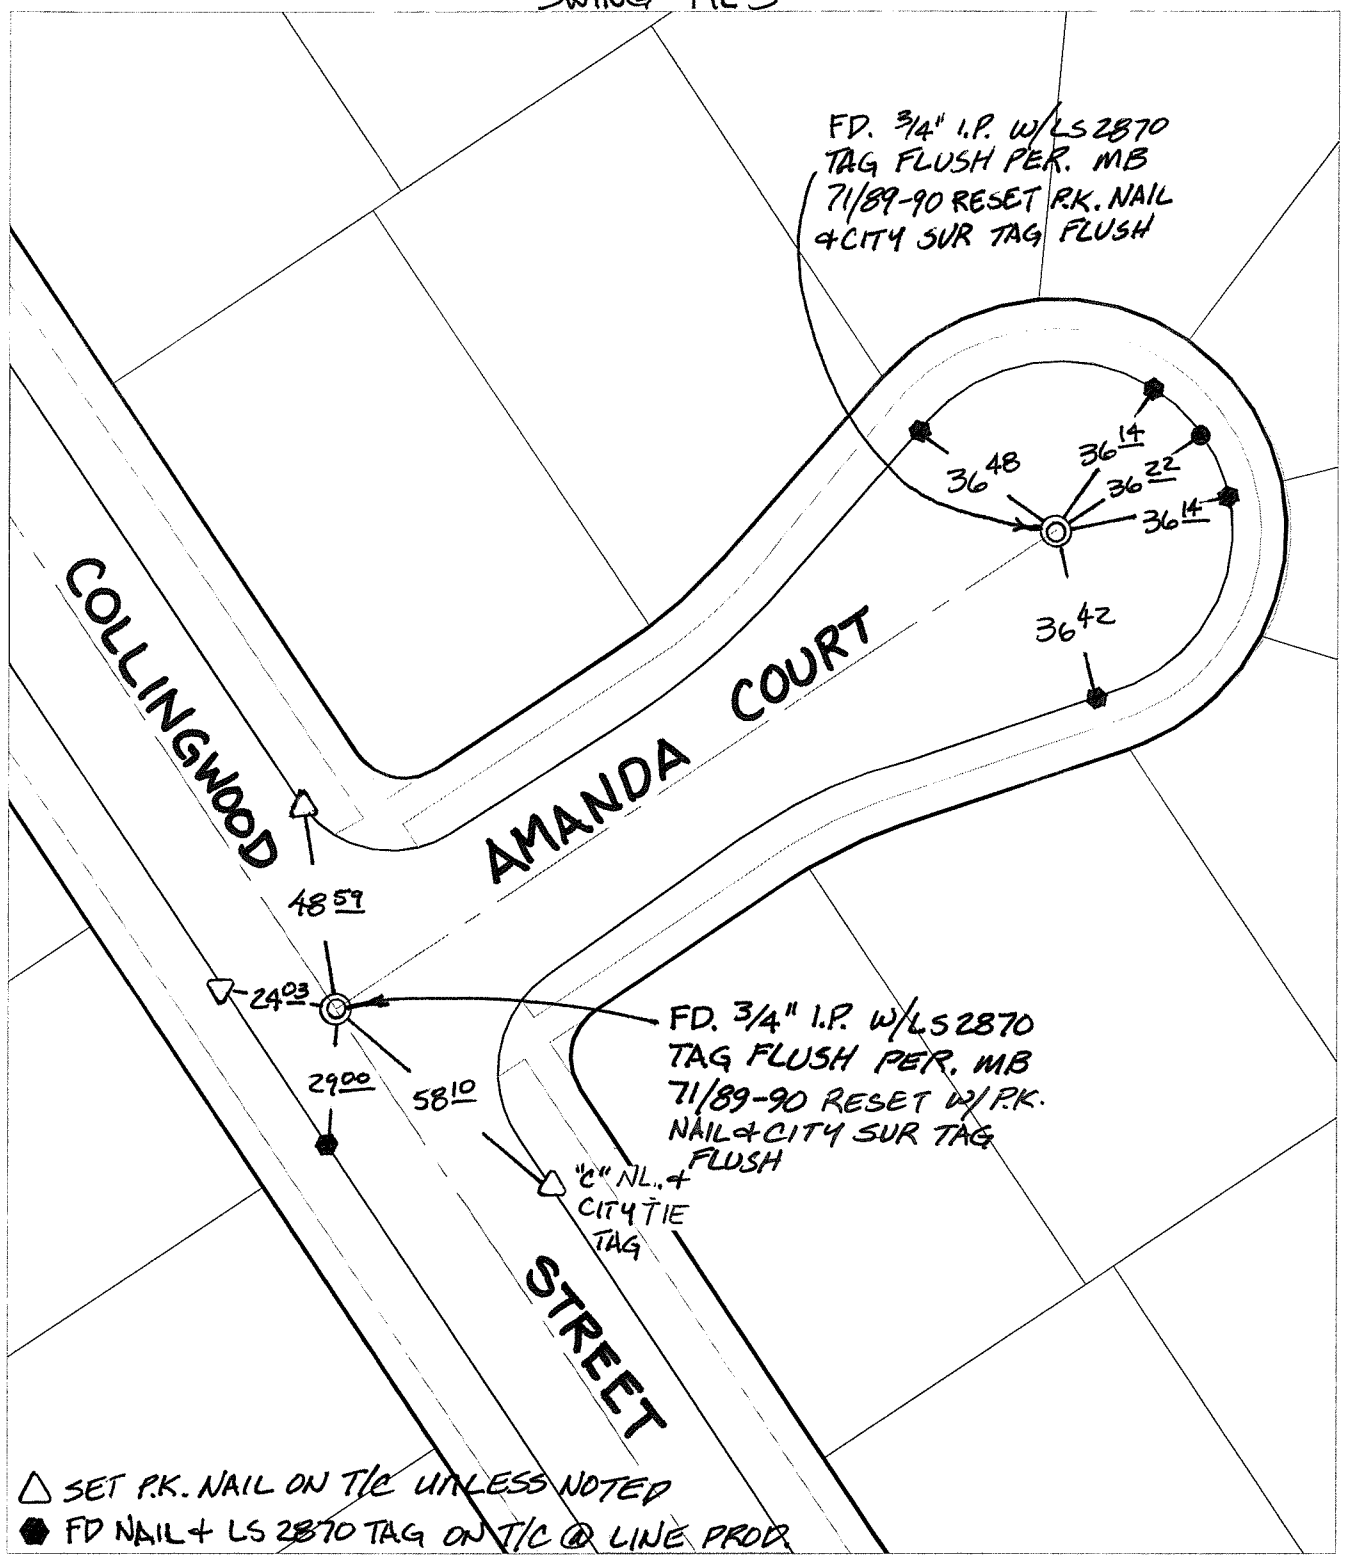 SWING TIES
FD. 3/4" I.P. W/LS 2870
TAG FLUSH PER. MB
71/89-90 RESET P.K. NAIL
& CITY SUR TAG FLUSH
36 48
36 14
36 22
36 14
36 42
COLLINGWOOD
AMANDA COURT
48 59
24 03
29 00
58 10
FD. 3/4" I.P. W/LS 2870
TAG FLUSH PER. MB
71/89-90 RESET W/ P.K.
NAIL & CITY SUR TAG
FLUSH
"C" NL. &
CITY TIE
TAG
STREET
SET P.K. NAIL ON T/C UNLESS NOTED
FD NAIL & LS 2870 TAG ON T/C @ LINE PROD.